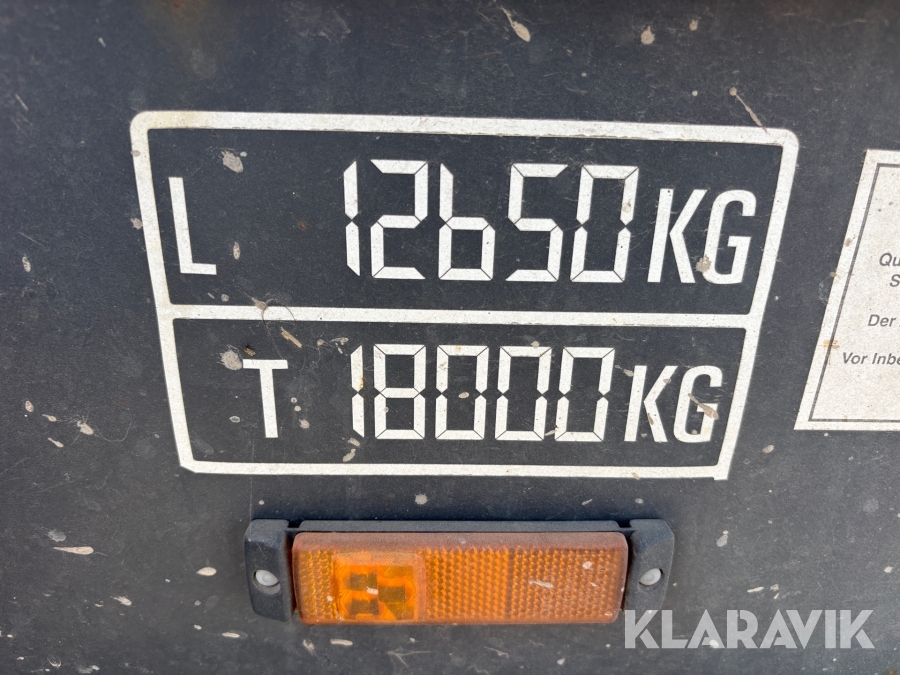 L 12650 KG
T 18000 KG
Qu
S
Der
Vor Inbe
KLARAVIK